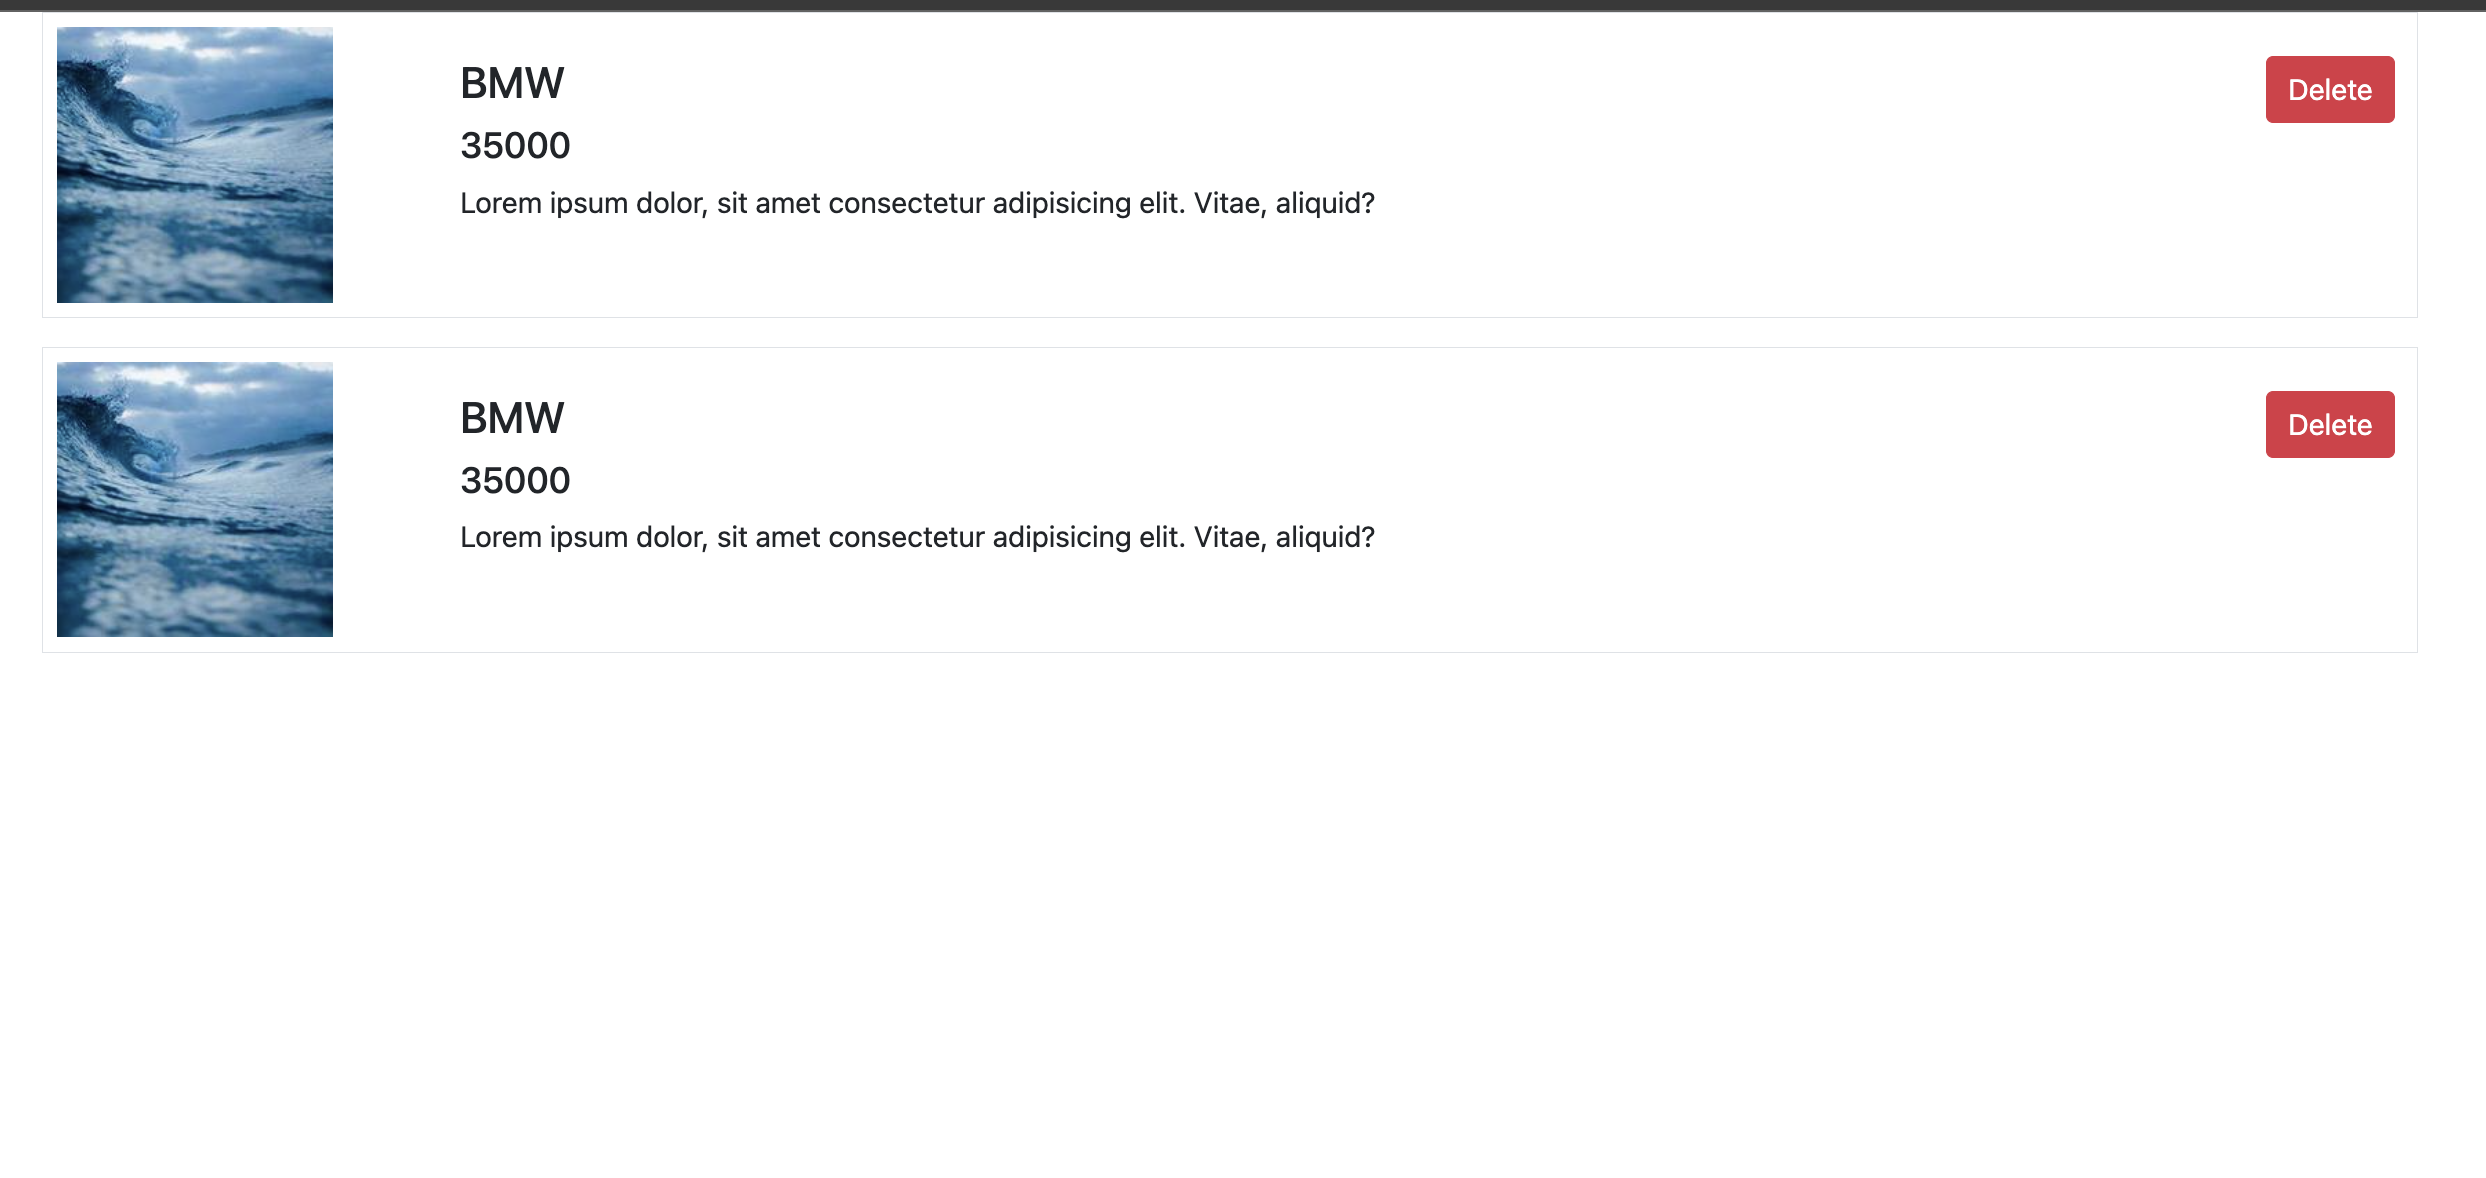 BMW
Delete
35000
Lorem ipsum dolor, sit amet consectetur adipisicing elit. Vitae, aliquid?
BMW
Delete
35000
Lorem ipsum dolor, sit amet consectetur adipisicing elit. Vitae, aliquid?